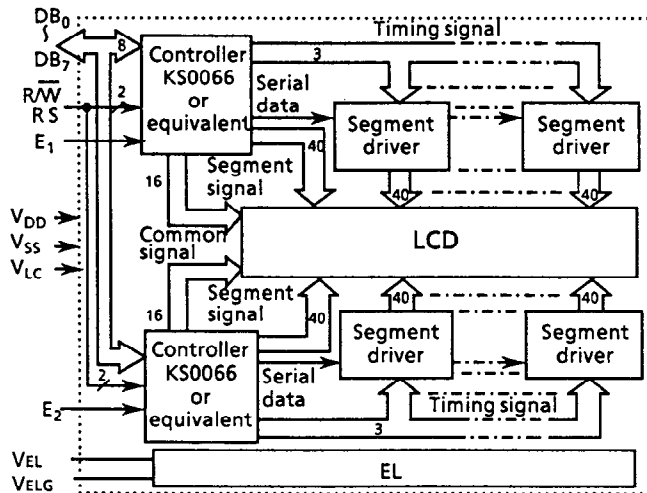 DB0
DB7
8
Controller
KS0066
or
equivalent
Timing signal
3
R/W
RS
2
E1
Serial
data
Segment
driver
Segment
driver
40
16
Segment
signal
40
40
Common
signal
LCD
VDD
VSS
VLC
16
Segment
signal
40
40
40
Controller
KS0066
or
equivalent
2
Serial
data
Segment
driver
Segment
driver
E2
Timing signal
3
VEL
VELG
EL